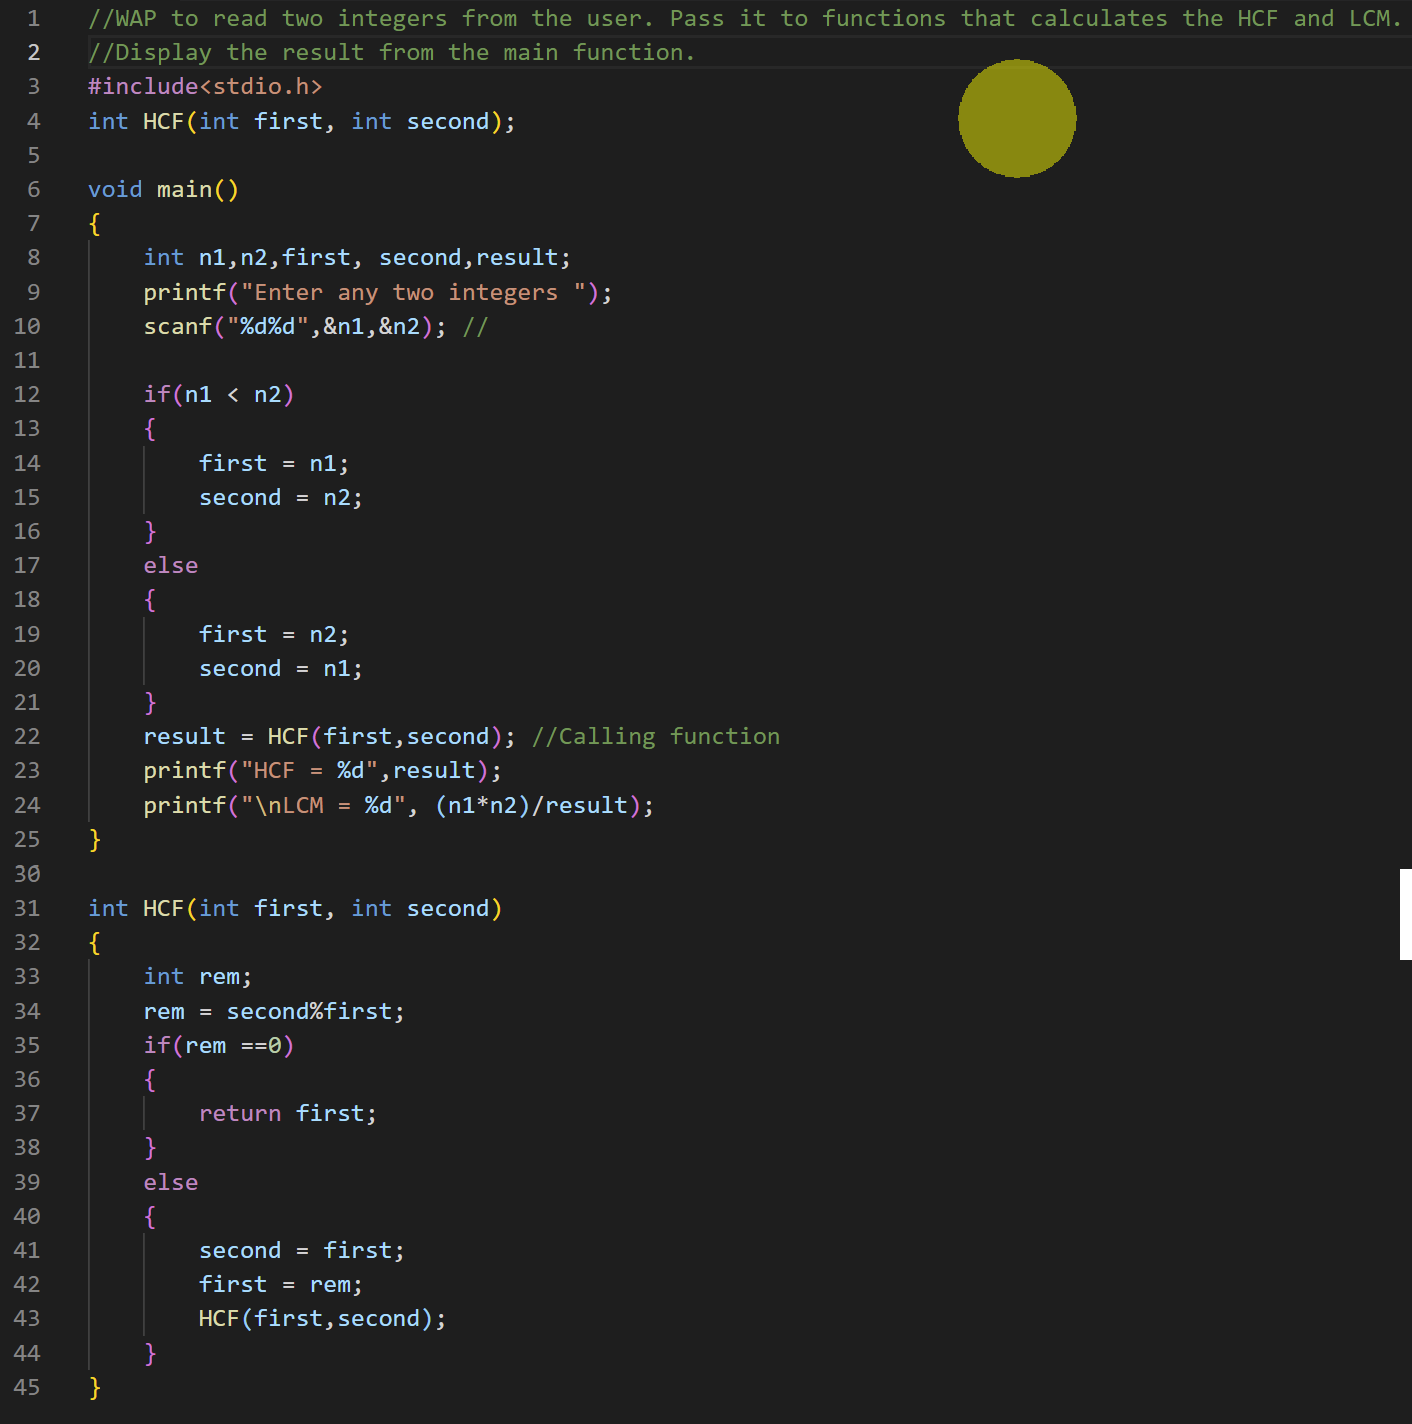 1 //WAP to read two integers from the user. Pass it to functions that calculates the HCF and LCM.
2 //Display the result from the main function.
3 #include<stdio.h>
4 int HCF(int first, int second);
5
6 void main()
7 {
8     int n1,n2,first, second,result;
9     printf("Enter any two integers ");
10     scanf("%d%d",&n1,&n2); //
11
12     if(n1 < n2)
13     {
14         first = n1;
15         second = n2;
16     }
17     else
18     {
19         first = n2;
20         second = n1;
21     }
22     result = HCF(first,second); //Calling function
23     printf("HCF = %d",result);
24     printf("\nLCM = %d", (n1*n2)/result);
25 }
30
31 int HCF(int first, int second)
32 {
33     int rem;
34     rem = second%first;
35     if(rem ==0)
36     {
37         return first;
38     }
39     else
40     {
41         second = first;
42         first = rem;
43         HCF(first,second);
44     }
45 }